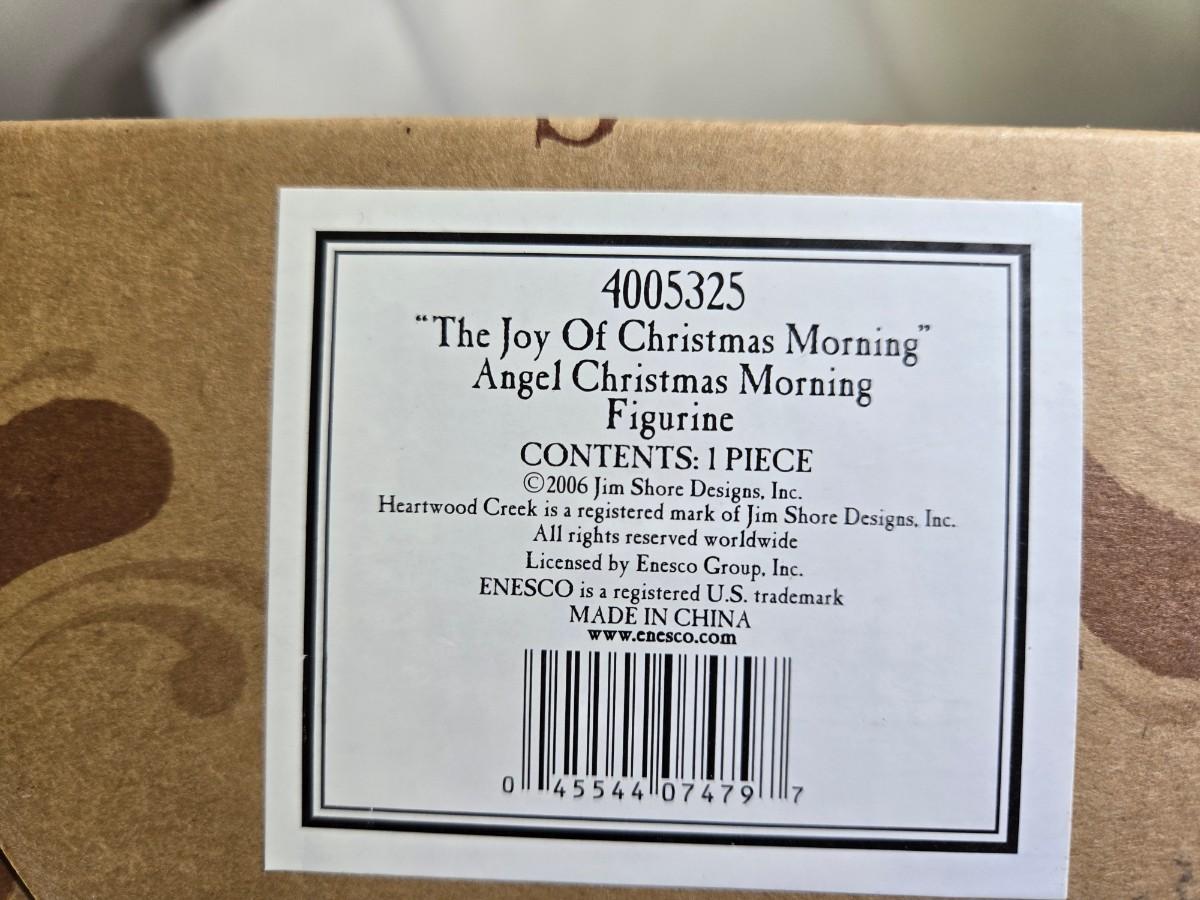 4005325
“The Joy Of Christmas Morning”
Angel Christmas Morning
Figurine
CONTENTS: 1 PIECE
©2006 Jim Shore Designs, Inc.
Heartwood Creek is a registered mark of Jim Shore Designs, Inc.
All rights reserved worldwide
Licensed by Enesco Group, Inc.
ENESCO is a registered U.S. trademark
MADE IN CHINA
www.enesco.com
0 45544 07479 7